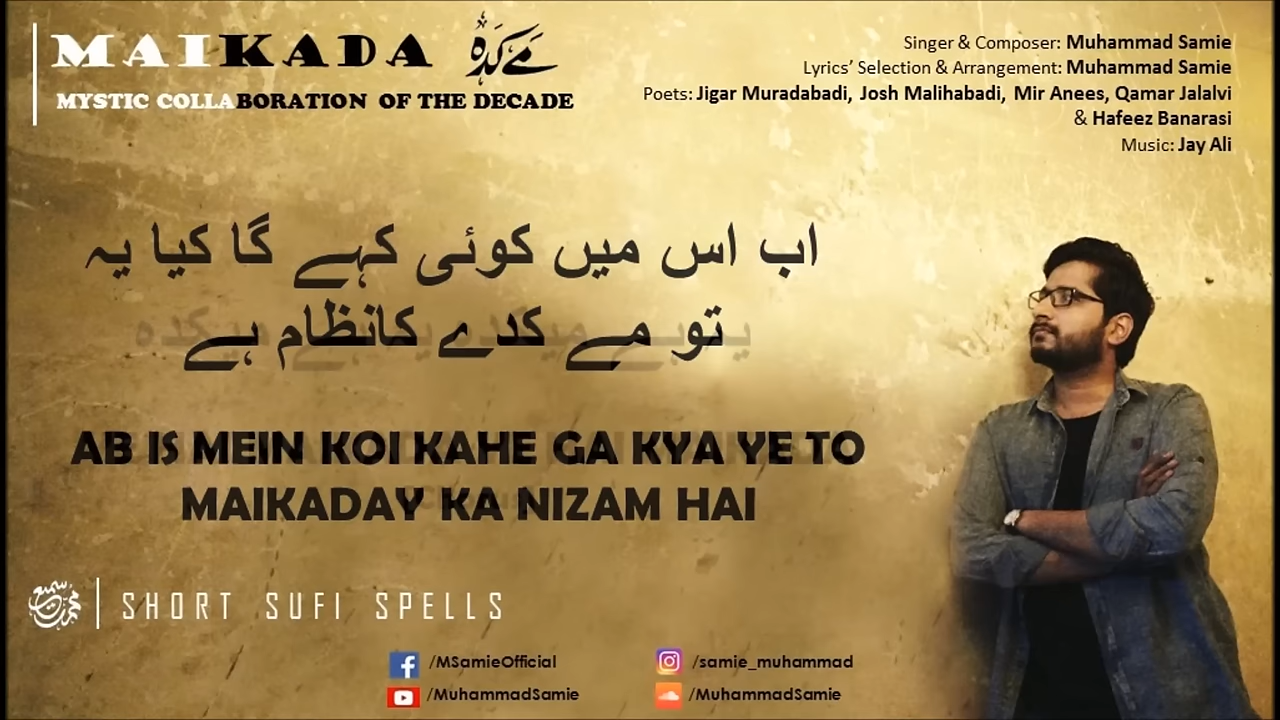 MAIKADA مے کدہ
MYSTIC COLLABORATION OF THE DECADE
Singer & Composer: Muhammad Samie
Lyrics' Selection & Arrangement: Muhammad Samie
Poets: Jigar Muradabadi, Josh Malihabadi, Mir Anees, Qamar Jalalvi
& Hafeez Banarasi
Music: Jay Ali
اب اس میں کوئی کہے گا کیا یہ
تو مے کدے کانظام ہے
AB IS MEIN KOI KAHE GA KYA YE TO
MAIKADAY KA NIZAM HAI
محمد سمیع
SHORT SUFI SPELLS
/MSamieOfficial
/samie_muhammad
/MuhammadSamie
/MuhammadSamie